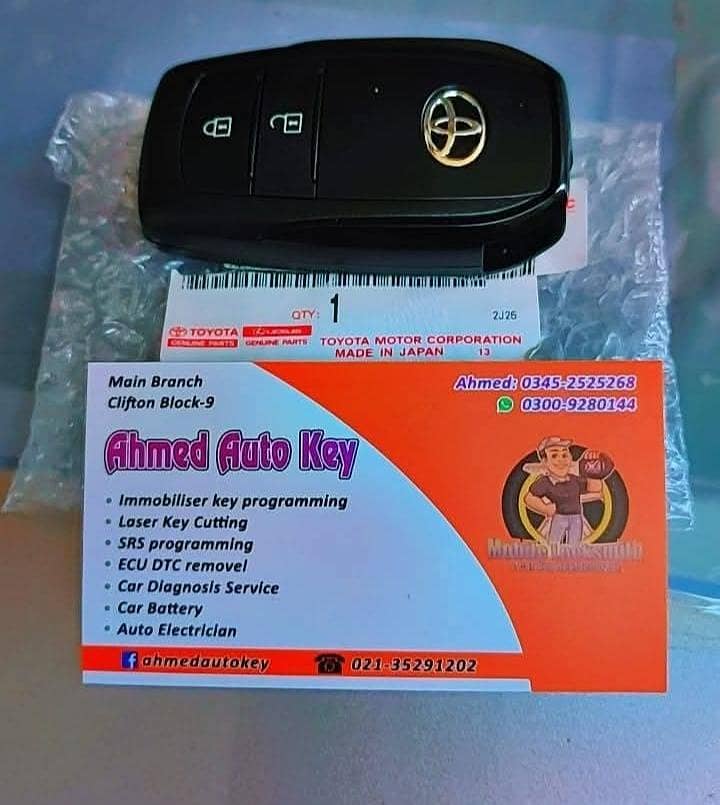 QTY: 1
2J26
TOYOTA
GENUINE PARTS
LEXUS
GENUINE PARTS
TOYOTA MOTOR CORPORATION
MADE IN JAPAN 13
Main Branch
Clifton Block-9
Ahmed: 0345-2525268
0300-9280144
Ahmed Auto Key
• Immobiliser key programming
• Laser Key Cutting
• SRS programming
• ECU DTC removel
• Car Diagnosis Service
• Car Battery
• Auto Electrician
Mobile Locksmith
f ahmedautokey
021-35291202